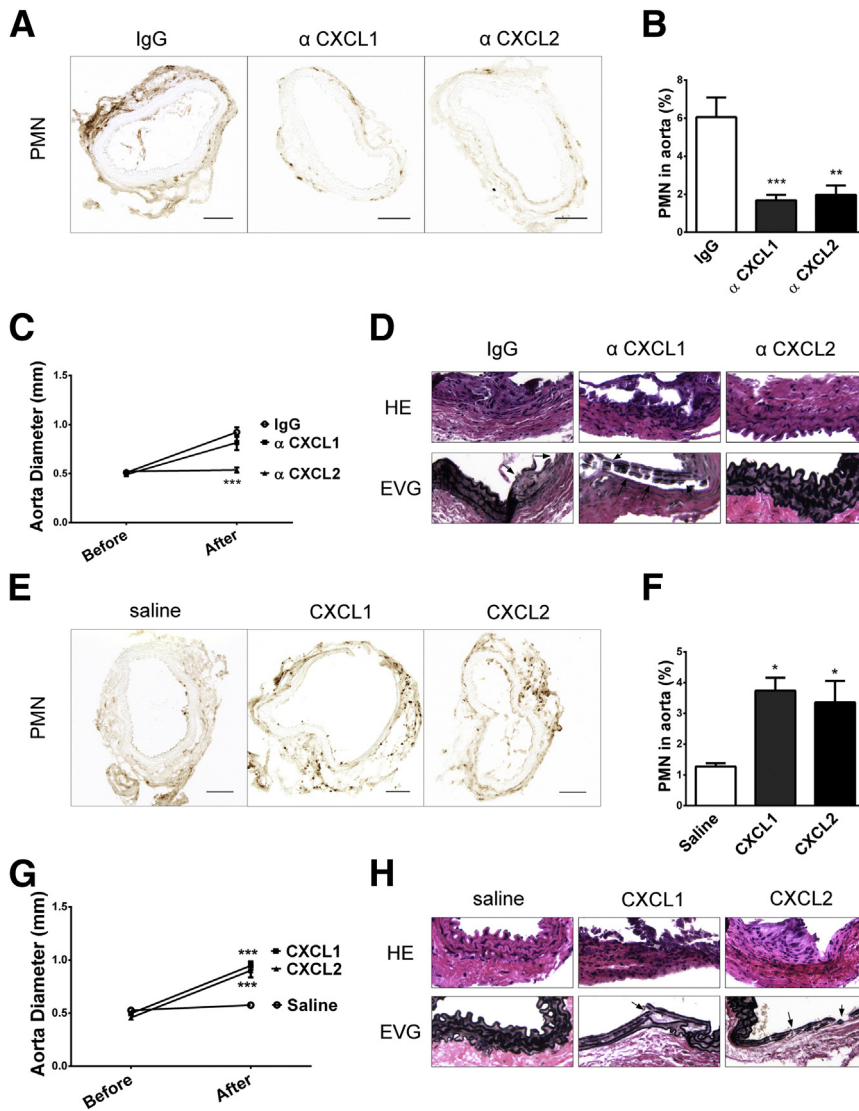 A
IgG
α CXCL1
α CXCL2
PMN
B
PMN in aorta (%)
8
6
4
2
0
***
**
IgG
α CXCL1
α CXCL2
C
Aorta Diameter (mm)
1.5
1.0
0.5
0.0
IgG
α CXCL1
α CXCL2
***
Before
After
D
IgG
α CXCL1
α CXCL2
HE
EVG
E
saline
CXCL1
CXCL2
PMN
F
PMN in aorta (%)
5
4
3
2
1
0
*
*
Saline
CXCL1
CXCL2
G
Aorta Diameter (mm)
1.5
1.0
0.5
0.0
***
CXCL1
CXCL2
***
Saline
Before
After
H
saline
CXCL1
CXCL2
HE
EVG